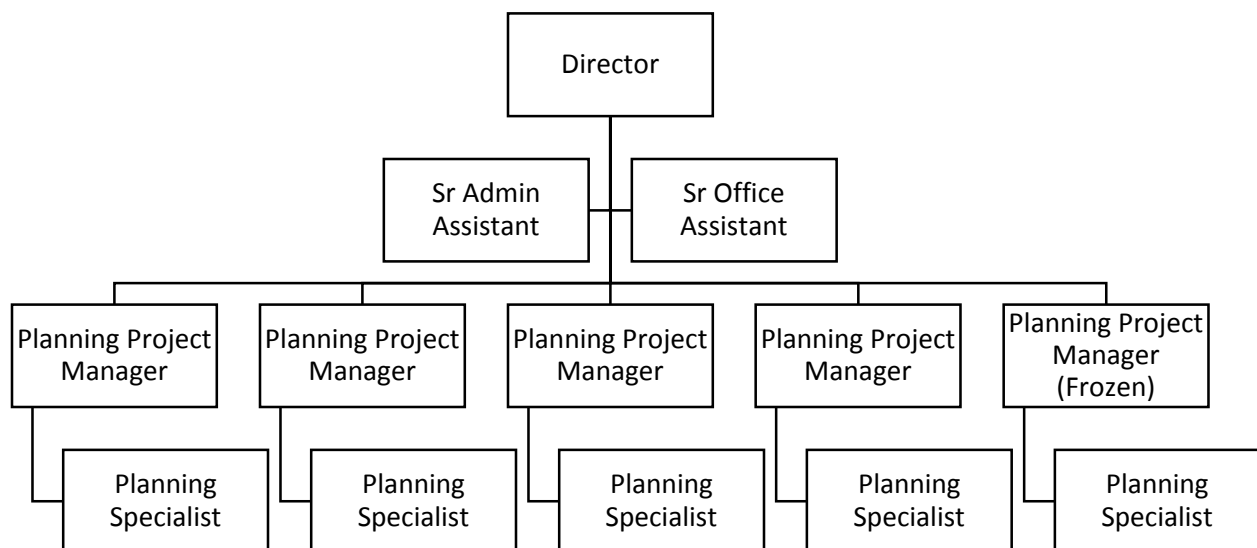 Director
Sr Admin
Assistant
Sr Office
Assistant
Planning Project
Manager
Planning Project
Manager
Planning Project
Manager
Planning Project
Manager
Planning Project
Manager
(Frozen)
Planning
Specialist
Planning
Specialist
Planning
Specialist
Planning
Specialist
Planning
Specialist